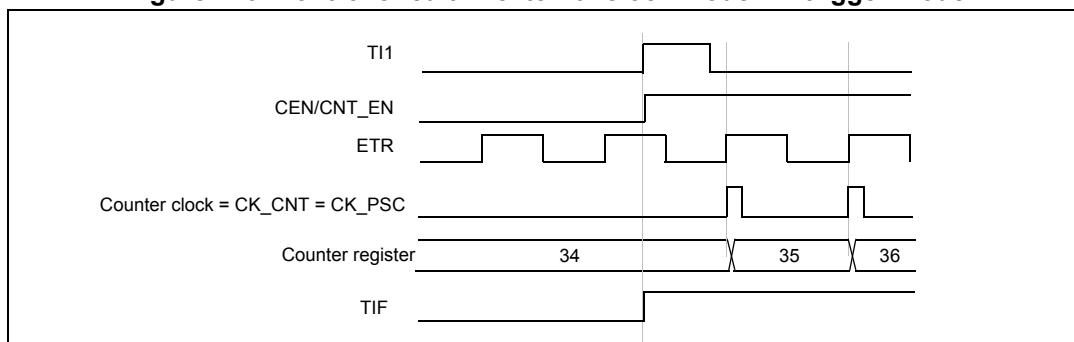 TI1
CEN/CNT_EN
ETR
Counter clock = CK_CNT = CK_PSC
Counter register
34
35
36
TIF